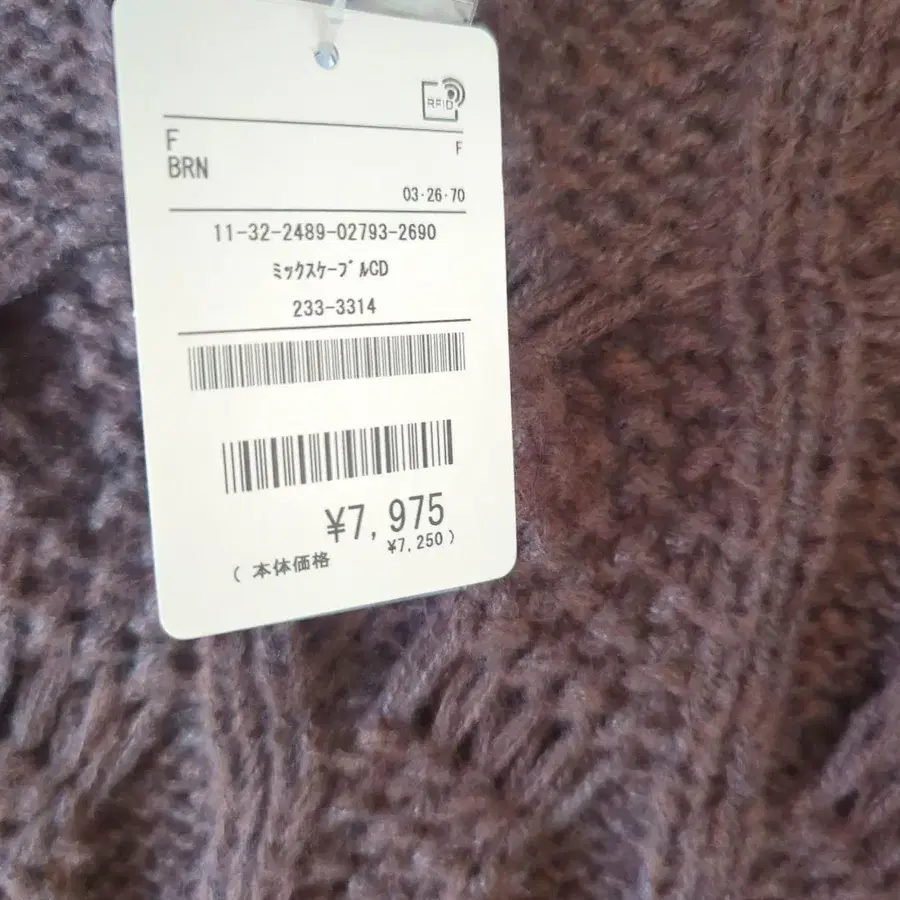 RFID
F
F
BRN
03・26・70
11-32-2489-02793-2690
ﾐｯｸｽｹｰﾌﾞﾙCD
233-3314
¥7,975
( 本体価格 ¥7,250 )